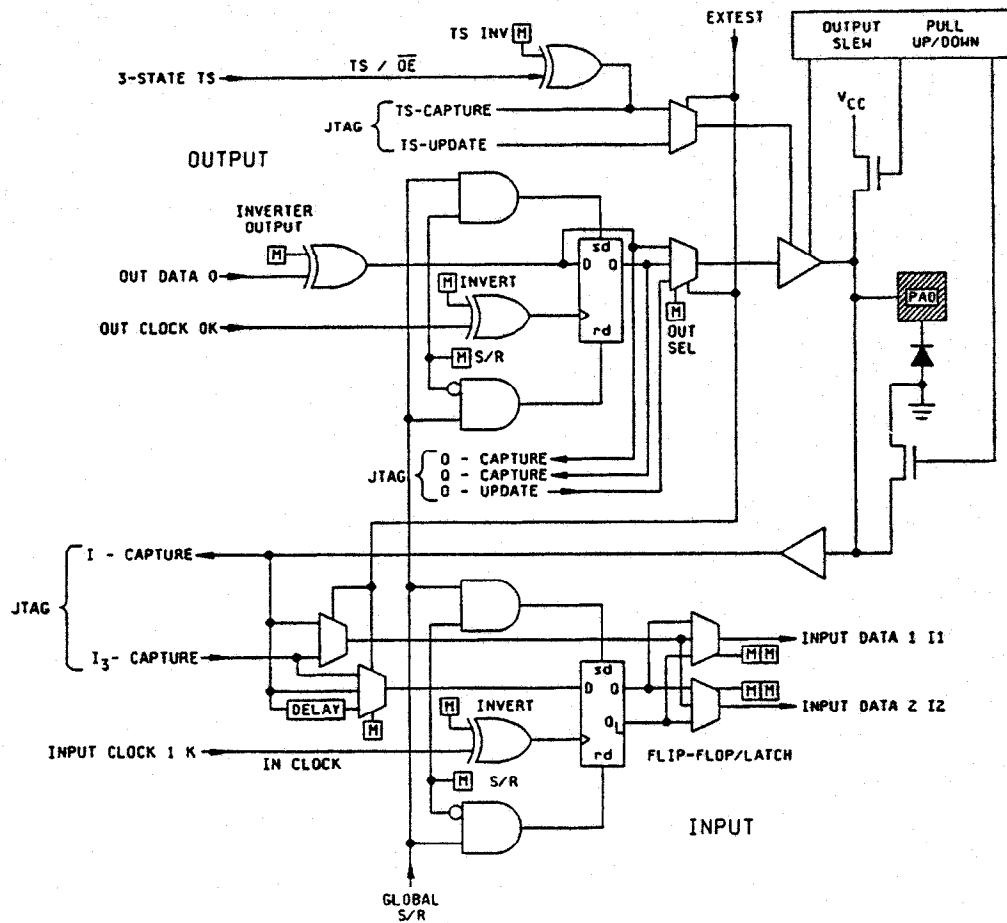 EXTEST
OUTPUT SLEW
PULL UP/DOWN
TS INV M
3-STATE TS
TS / OE
VCC
JTAG
TS-CAPTURE
TS-UPDATE
OUTPUT
INVERTER OUTPUT
M
OUT DATA O
sd
D Q
rd
M INVERT
OUT CLOCK OK
M S/R
M
OUT SEL
PAD
JTAG
O - CAPTURE
Q - CAPTURE
O - UPDATE
JTAG
I - CAPTURE
I3- CAPTURE
DELAY
M
sd
D Q
QL
rd
M INVERT
INPUT DATA 1 I1
M M
M M
INPUT DATA 2 I2
INPUT CLOCK 1 K
IN CLOCK
FLIP-FLOP/LATCH
M S/R
INPUT
GLOBAL S/R